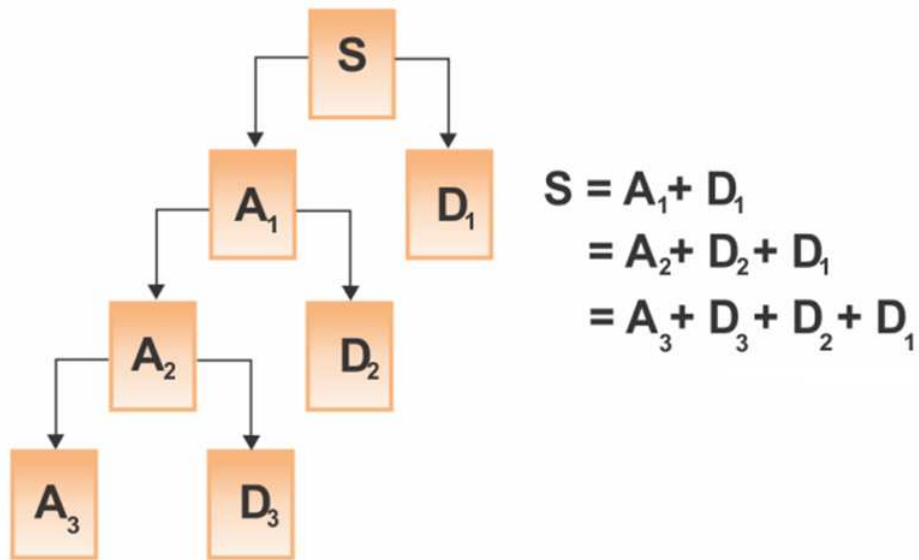 S
A₁
D₁
A₂
D₂
A₃
D₃
S = A₁+ D₁
= A₂+ D₂ + D₁
= A₃+ D₃ + D₂ + D₁